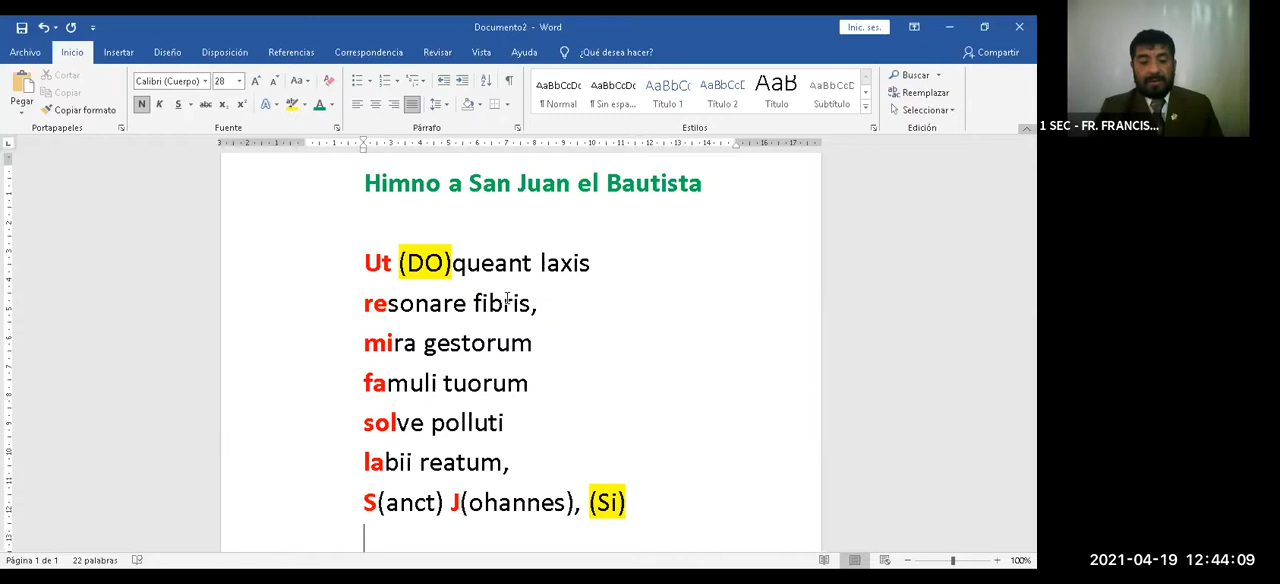 Documento2 - Word
Inic. ses.
Archivo Inicio Insertar Diseño Disposición Referencias Correspondencia Revisar Vista Ayuda ¿Qué desea hacer? Compartir
Pegar
Cortar
Copiar
Copiar formato
Portapapeles
Calibri (Cuerpo) 28
N K S abc x₂ x²
Fuente
Párrafo
AaBbCcDc AaBbCcDc AaBbCc AaBbCcD AaB AaBbCcD
¶ Normal ¶ Sin espa... Título 1 Título 2 Título Subtítulo
Estilos
Buscar
Reemplazar
Seleccionar
Edición
1 SEC - FR. FRANCIS...
Himno a San Juan el Bautista
Ut (DO)queant laxis
resonare fibris,
mira gestorum
famuli tuorum
solve polluti
labii reatum,
S(anct) J(ohannes), (Si)
Página 1 de 1 22 palabras
100%
2021-04-19 12:44:09